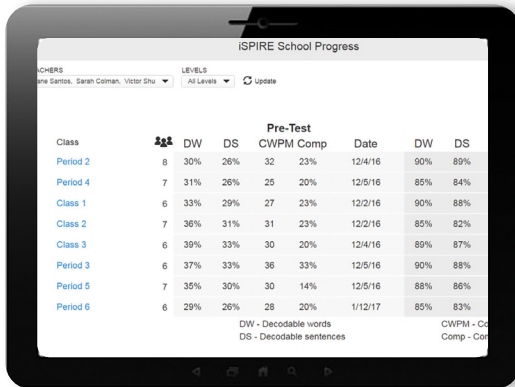 iSPIRE School Progress
ACHERS LEVELS
ane Santos, Sarah Colman, Victor Shu All Levels Update
Pre-Test
Class DW DS CWPM Comp Date DW DS
Period 2 8 30% 26% 32 23% 12/4/16 90% 89%
Period 4 7 31% 26% 25 20% 12/5/16 85% 84%
Class 1 6 33% 29% 27 23% 12/2/16 90% 88%
Class 2 7 36% 31% 31 23% 12/2/16 85% 82%
Class 3 6 39% 33% 30 20% 12/4/16 89% 87%
Period 3 6 37% 33% 36 33% 12/5/16 90% 88%
Period 5 7 35% 30% 30 14% 12/5/16 88% 86%
Period 6 6 29% 26% 28 20% 1/12/17 85% 83%
DW - Decodable words CWPM - Co
DS - Decodable sentences Comp - Co